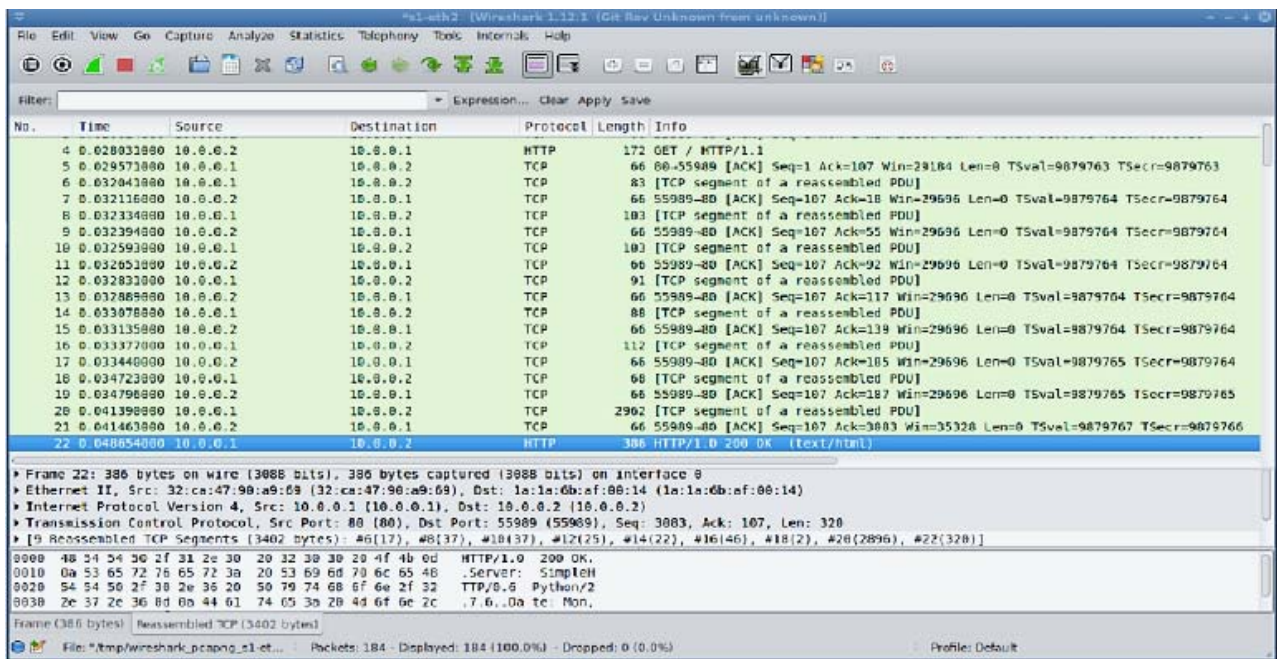 *s1-eth2 [Wireshark 1.12.1 (Git Rev Unknown from unknown)]
File Edit View Go Capture Analyze Statistics Telephony Tools Internals Help
Filter: Expression... Clear Apply Save
No. Time Source Destination Protocol Length Info
4 0.028031000 10.0.0.2 10.0.0.1 HTTP 172 GET / HTTP/1.1
5 0.029571000 10.0.0.1 10.0.0.2 TCP 66 80→55989 [ACK] Seq=1 Ack=107 Win=29184 Len=0 TSval=9879763 TSecr=9879763
6 0.032041000 10.0.0.1 10.0.0.2 TCP 83 [TCP segment of a reassembled PDU]
7 0.032116000 10.0.0.2 10.0.0.1 TCP 66 55989→80 [ACK] Seq=107 Ack=18 Win=29696 Len=0 TSval=9879764 TSecr=9879764
8 0.032334000 10.0.0.1 10.0.0.2 TCP 103 [TCP segment of a reassembled PDU]
9 0.032394000 10.0.0.2 10.0.0.1 TCP 66 55989→80 [ACK] Seq=107 Ack=55 Win=29696 Len=0 TSval=9879764 TSecr=9879764
10 0.032593000 10.0.0.1 10.0.0.2 TCP 103 [TCP segment of a reassembled PDU]
11 0.032651000 10.0.0.2 10.0.0.1 TCP 66 55989→80 [ACK] Seq=107 Ack=92 Win=29696 Len=0 TSval=9879764 TSecr=9879764
12 0.032831000 10.0.0.1 10.0.0.2 TCP 91 [TCP segment of a reassembled PDU]
13 0.032889000 10.0.0.2 10.0.0.1 TCP 66 55989→80 [ACK] Seq=107 Ack=117 Win=29696 Len=0 TSval=9879764 TSecr=9879764
14 0.033078000 10.0.0.1 10.0.0.2 TCP 88 [TCP segment of a reassembled PDU]
15 0.033135000 10.0.0.2 10.0.0.1 TCP 66 55989→80 [ACK] Seq=107 Ack=139 Win=29696 Len=0 TSval=9879764 TSecr=9879764
16 0.033377000 10.0.0.1 10.0.0.2 TCP 112 [TCP segment of a reassembled PDU]
17 0.033440000 10.0.0.2 10.0.0.1 TCP 66 55989→80 [ACK] Seq=107 Ack=185 Win=29696 Len=0 TSval=9879765 TSecr=9879764
18 0.034723000 10.0.0.1 10.0.0.2 TCP 68 [TCP segment of a reassembled PDU]
19 0.034796000 10.0.0.2 10.0.0.1 TCP 66 55989→80 [ACK] Seq=107 Ack=187 Win=29696 Len=0 TSval=9879765 TSecr=9879765
20 0.041390000 10.0.0.1 10.0.0.2 TCP 2962 [TCP segment of a reassembled PDU]
21 0.041463000 10.0.0.2 10.0.0.1 TCP 66 55989→80 [ACK] Seq=107 Ack=3083 Win=35328 Len=0 TSval=9879767 TSecr=9879766
22 0.048654000 10.0.0.1 10.0.0.2 HTTP 386 HTTP/1.0 200 OK (text/html)
Frame 22: 386 bytes on wire (3088 bits), 386 bytes captured (3088 bits) on interface 0
Ethernet II, Src: 32:ca:47:90:a9:69 (32:ca:47:90:a9:69), Dst: 1a:1a:6b:af:00:14 (1a:1a:6b:af:00:14)
Internet Protocol Version 4, Src: 10.0.0.1 (10.0.0.1), Dst: 10.0.0.2 (10.0.0.2)
Transmission Control Protocol, Src Port: 80 (80), Dst Port: 55989 (55989), Seq: 3083, Ack: 107, Len: 320
[9 Reassembled TCP Segments (3402 bytes): #6(17), #8(37), #10(37), #12(25), #14(22), #16(46), #18(2), #20(2896), #22(320)]
0000 48 54 54 50 2f 31 2e 30 20 32 30 30 20 4f 4b 0d HTTP/1.0 200 OK.
0010 0a 53 65 72 76 65 72 3a 20 53 69 6d 70 6c 65 48 .Server: SimpleH
0020 54 54 50 2f 30 2e 36 20 50 79 74 68 6f 6e 2f 32 TTP/0.6 Python/2
0030 2e 37 2e 36 0d 0a 44 61 74 65 3a 20 4d 6f 6e 2c .7.6..Da te: Mon,
Frame (386 bytes) Reassembled TCP (3402 bytes)
File: "/tmp/wireshark_pcapng_s1-et... Packets: 184 · Displayed: 184 (100.0%) · Dropped: 0 (0.0%) Profile: Default